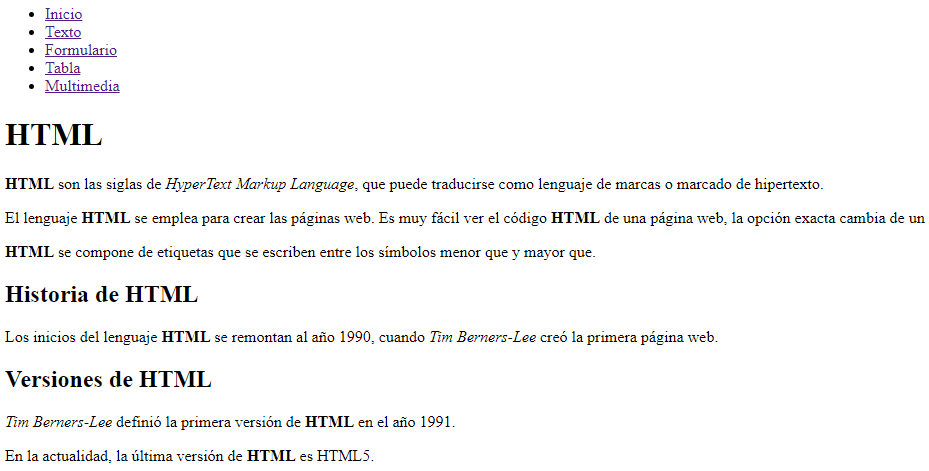 Inicio
Texto
Formulario
Tabla
Multimedia
HTML
HTML son las siglas de HyperText Markup Language, que puede traducirse como lenguaje de marcas o marcado de hipertexto.
El lenguaje HTML se emplea para crear las páginas web. Es muy fácil ver el código HTML de una página web, la opción exacta cambia de un
HTML se compone de etiquetas que se escriben entre los símbolos menor que y mayor que.
Historia de HTML
Los inicios del lenguaje HTML se remontan al año 1990, cuando Tim Berners-Lee creó la primera página web.
Versiones de HTML
Tim Berners-Lee definió la primera versión de HTML en el año 1991.
En la actualidad, la última versión de HTML es HTML5.